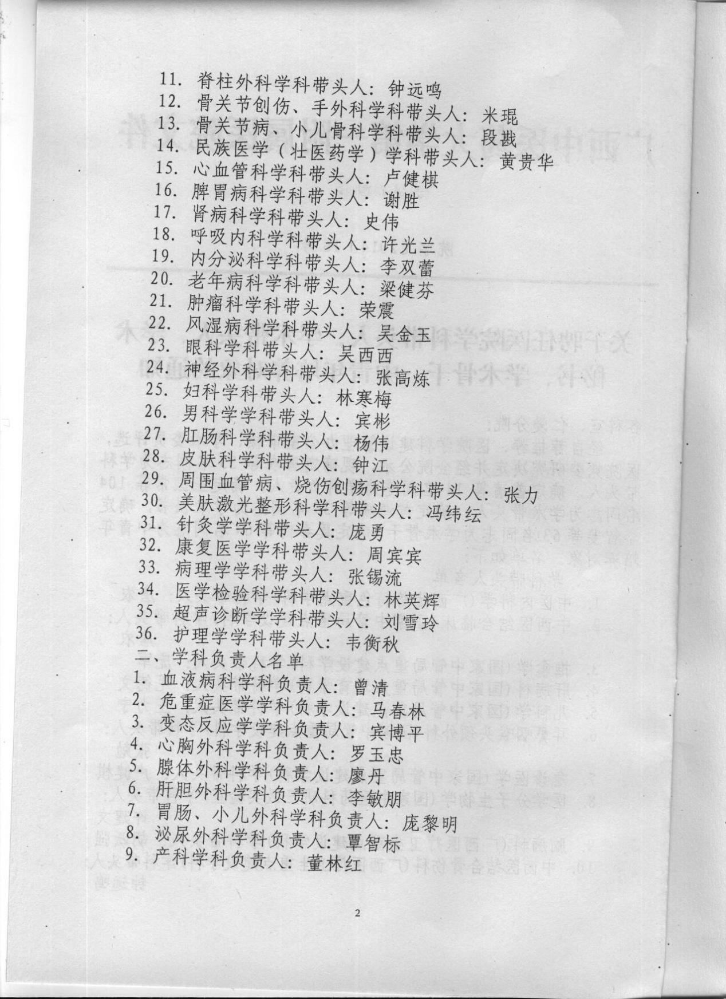 11. 脊柱外科学科带头人：钟远鸣
12. 骨关节创伤、手外科学科带头人：米琨
13. 骨关节病、小儿骨科学科带头人：段戡
14. 民族医学（壮医药学）学科带头人：黄贵华
15. 心血管科学科带头人：卢健棋
16. 脾胃病科学科带头人：谢胜
17. 肾病科学科带头人：史伟
18. 呼吸内科学科带头人：许光兰
19. 内分泌科学科带头人：李双蕾
20. 老年病科学科带头人：梁健芬
21. 肿瘤科学科带头人：荣震
22. 风湿病科学科带头人：吴金玉
23. 眼科学科带头人：吴西西
24. 神经外科学科带头人：张高炼
25. 妇科学科带头人：林寒梅
26. 男科学学科带头人：宾彬
27. 肛肠科学科带头人：杨伟
28. 皮肤科学科带头人：钟江
29. 周围血管病、烧伤创疡科学科带头人：张力
30. 美肤激光整形科学科带头人：冯纬纭
31. 针灸学学科带头人：庞勇
32. 康复医学学科带头人：周宾宾
33. 病理学学科带头人：张锡流
34. 医学检验科学科带头人：林英辉
35. 超声诊断学学科带头人：刘雪玲
36. 护理学学科带头人：韦衡秋
二、学科负责人名单
1. 血液病科学科负责人：曾清
2. 危重症医学学科负责人：马春林
3. 变态反应学学科负责人：宾博平
4. 心胸外科学科负责人：罗玉忠
5. 腺体外科学科负责人：廖丹
6. 肝胆外科学科负责人：李敏朋
7. 胃肠、小儿外科学科负责人：庞黎明
8. 泌尿外科学科负责人：覃智标
9. 产科学科负责人：董林红
2